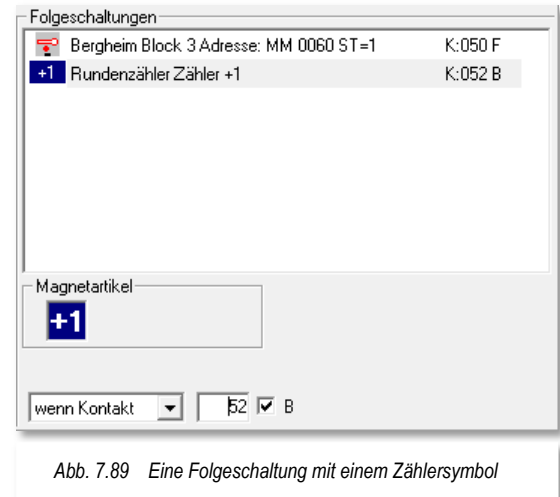 Folgeschaltungen
Bergheim Block 3 Adresse: MM 0060 ST=1 K:050 F
+1 Rundenzähler Zähler +1 K:052 B
Magnetartikel
+1
wenn Kontakt 52 B
Abb. 7.89 Eine Folgeschaltung mit einem Zählersymbol